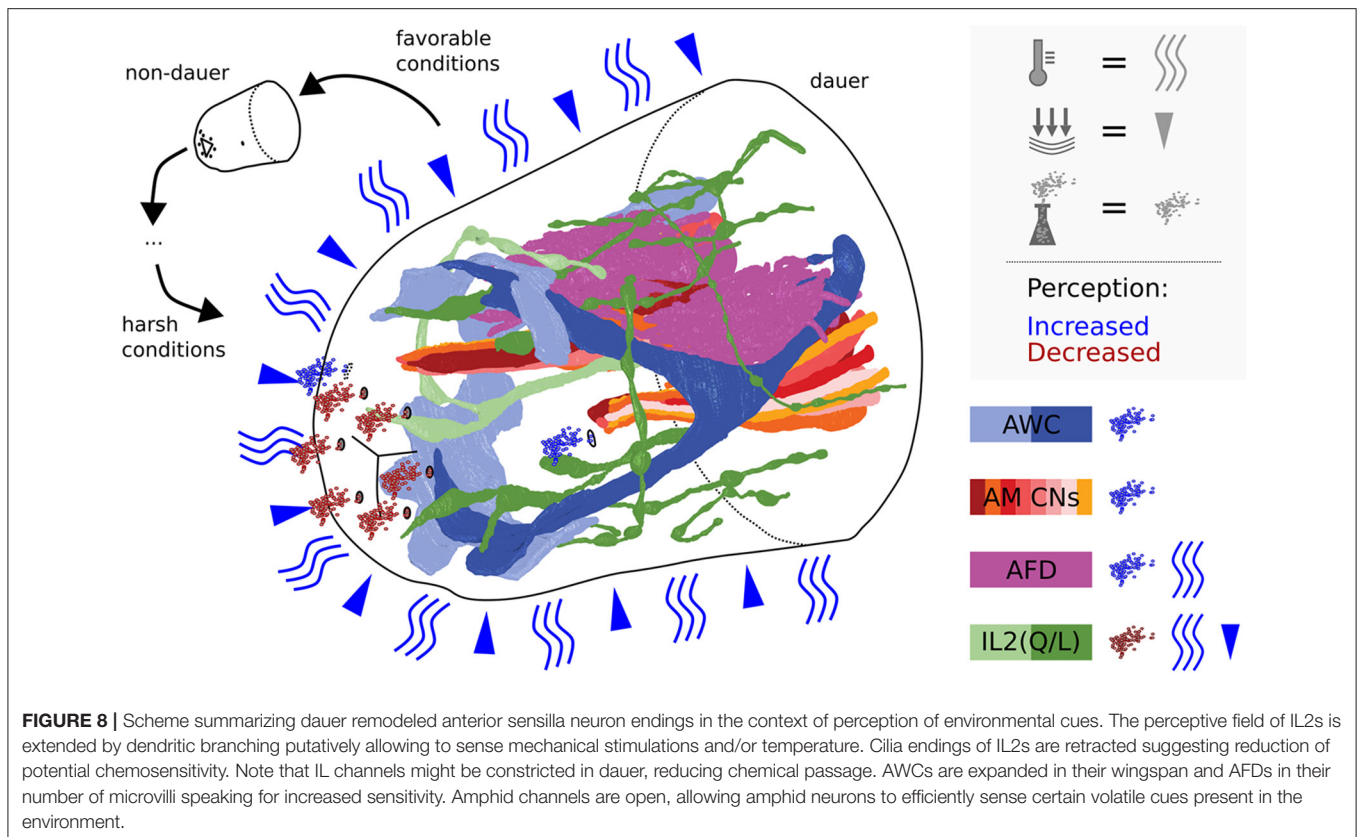 favorable
conditions
non-dauer
dauer
...
harsh
conditions
=
=
=
Perception:
Increased
Decreased
AWC
AM CNs
AFD
IL2(Q/L)
FIGURE 8 | Scheme summarizing dauer remodeled anterior sensilla neuron endings in the context of perception of environmental cues. The perceptive field of IL2s is
extended by dendritic branching putatively allowing to sense mechanical stimulations and/or temperature. Cilia endings of IL2s are retracted suggesting reduction of
potential chemosensitivity. Note that IL channels might be constricted in dauer, reducing chemical passage. AWCs are expanded in their wingspan and AFDs in their
number of microvilli speaking for increased sensitivity. Amphid channels are open, allowing amphid neurons to efficiently sense certain volatile cues present in the
environment.